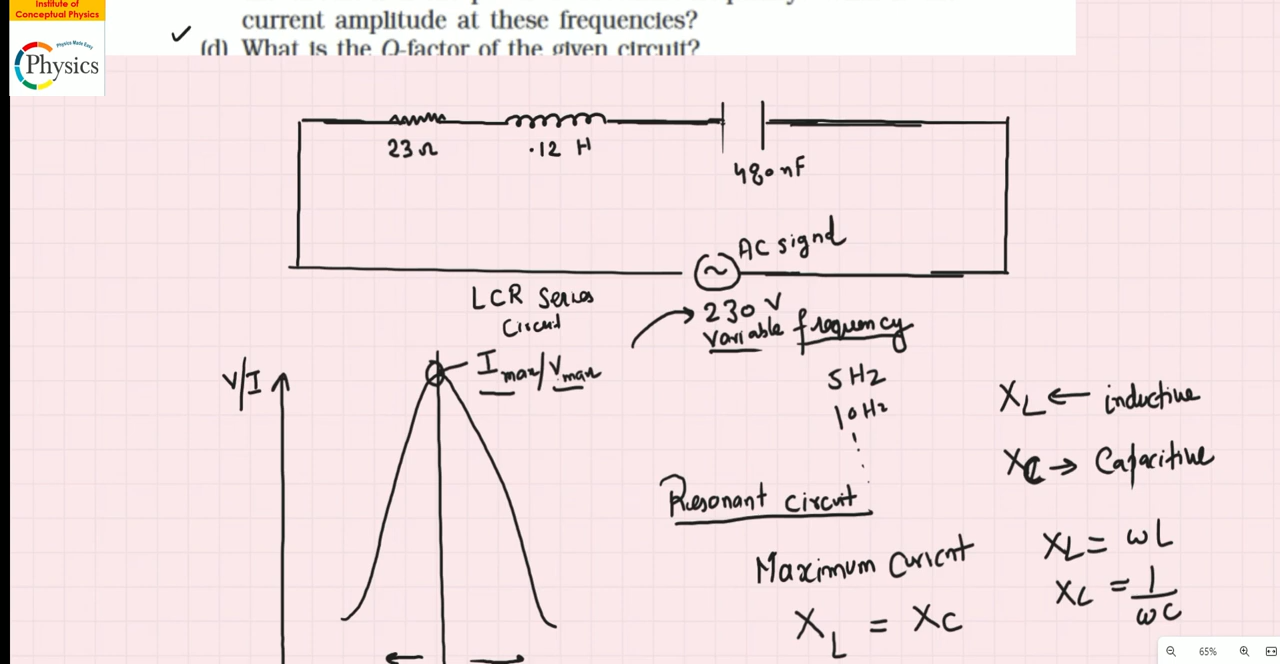 Institute of
Conceptual Physics
Physics Made Easy
Physics
current amplitude at these frequencies?
(d) What is the Q-factor of the given circuit?
23 Ω
.12 H
480 nF
AC signal
LCR Series
Circuit
230 V
variable frequency
5 Hz
10 Hz
V/I
Imax/Vmax
XL ← inductive
XC → Capacitive
Resonant circuit
Maximum Current
XL = XC
XL = ωL
XC = 1/ωC
65%